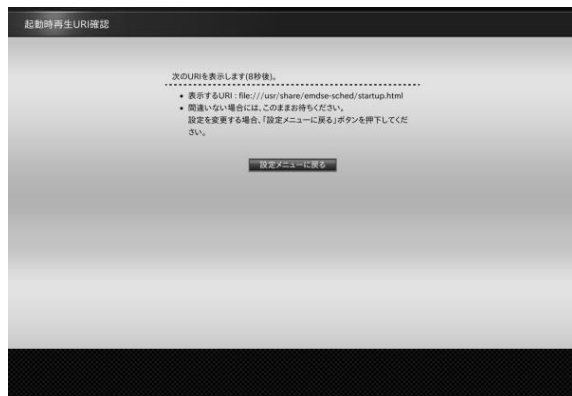 起動時再生URI確認
次のURIを表示します(8秒後)。
• 表示するURI : file:///usr/share/emdse-sched/startup.html
• 間違いない場合には、このままお待ちください。
設定を変更する場合、「設定メニューに戻る」ボタンを押下してくだ
さい。
設定メニューに戻る